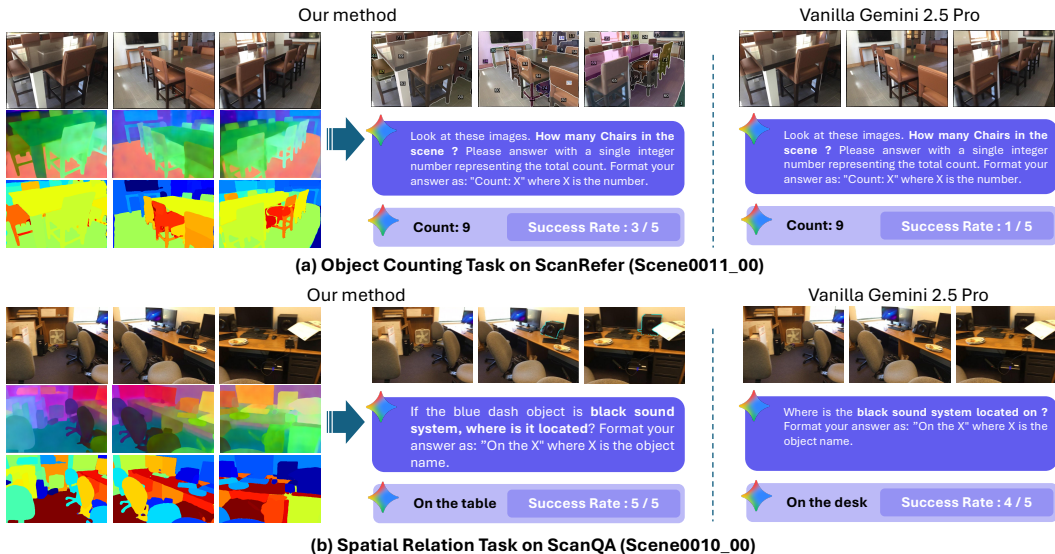 Our method
Vanilla Gemini 2.5 Pro
Look at these images. How many Chairs in the
scene ? Please answer with a single integer
number representing the total count. Format your
answer as: "Count: X" where X is the number.
Count: 9
Success Rate : 3 / 5
Look at these images. How many Chairs in the
scene ? Please answer with a single integer
number representing the total count. Format your
answer as: "Count: X" where X is the number.
Count: 9
Success Rate : 1 / 5
(a) Object Counting Task on ScanRefer (Scene0011_00)
Our method
Vanilla Gemini 2.5 Pro
If the blue dash object is black sound
system, where is it located? Format your
answer as: "On the X" where X is the object
name.
On the table
Success Rate : 5 / 5
Where is the black sound system located on ?
Format your answer as: "On the X" where X is the
object name.
On the desk
Success Rate : 4 / 5
(b) Spatial Relation Task on ScanQA (Scene0010_00)